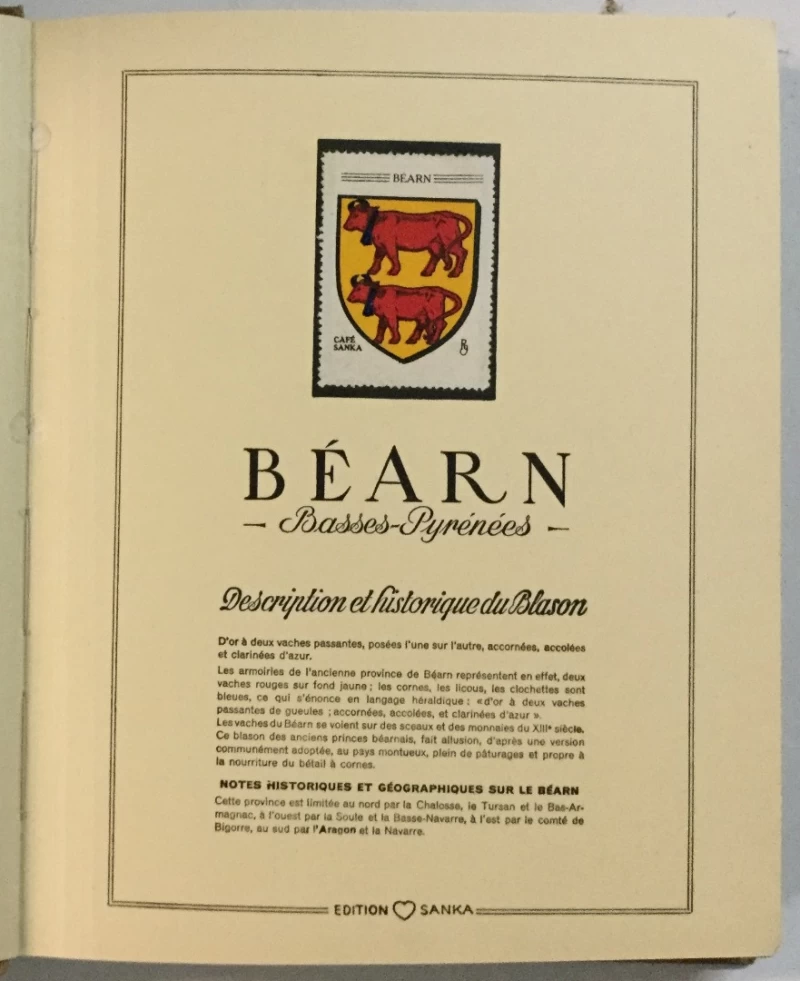 BÉARN
CAFÉ
SANKA
BÉARN
— Basses-Pyrénées —
Description et historique du Blason
D'or à deux vaches passantes, posées l'une sur l'autre, accornées, accolées
et clarinées d'azur.
Les armoiries de l'ancienne province de Béarn représentent en effet, deux
vaches rouges sur fond jaune ; les cornes, les licous, les clochettes sont
bleues, ce qui s'énonce en langage héraldique : «d'or à deux vaches
passantes de gueules ; accornées, accolées, et clarinées d'azur ».
Les vaches du Béarn se voient sur des sceaux et des monnaies du XIIIe siècle.
Ce blason des anciens princes béarnais, fait allusion, d'après une version
communément adoptée, au pays montueux, plein de pâturages et propre à
la nourriture du bétail à cornes.
NOTES HISTORIQUES ET GÉOGRAPHIQUES SUR LE BÉARN
Cette province est limitée au nord par la Chalosse, le Tursan et le Bas-Ar-
magnac, à l'ouest par la Soule et la Basse-Navarre, à l'est par le comté de
Bigorre, au sud par l'Aragon et la Navarre.
EDITION SANKA